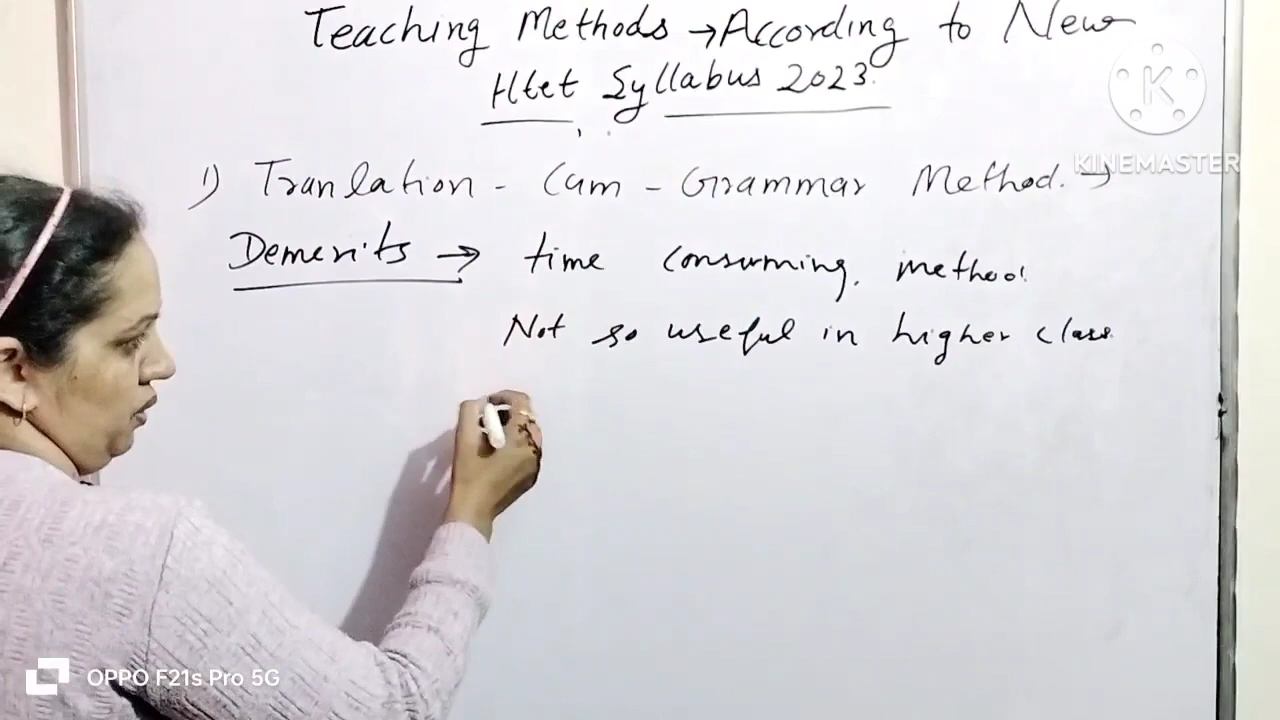 Teaching Methods → According to New
Htet Syllabus 2023.
K
KINEMASTER
1) Tranlation - Cum - Grammar Method. →
Demerits → time consuming. method
Not so useful in higher class
OPPO F21s Pro 5G